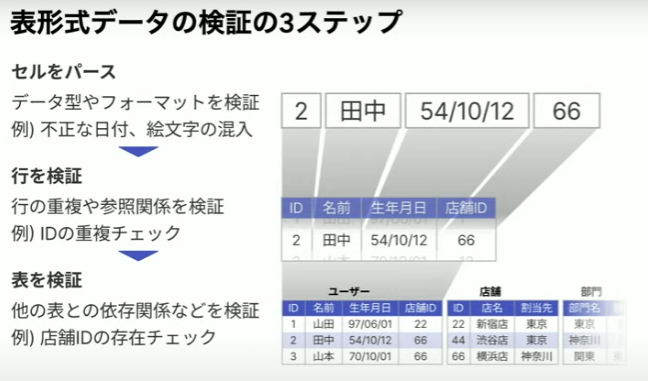 表形式データの検証の3ステップ
セルをパース
データ型やフォーマットを検証
例) 不正な日付、絵文字の混入
行を検証
行の重複や参照関係を検証
例) IDの重複チェック
表を検証
他の表との依存関係などを検証
例) 店舗IDの存在チェック
2 田中 54/10/12 66
ID 名前 生年月日 店舗ID
2 田中 54/10/12 66
ユーザー
ID 名前 生年月日 店舗ID
1 山田 97/06/01 22
2 田中 54/10/12 66
3 山本 70/10/01 66
店舗
ID 店名 割当先
22 新宿店 東京
44 渋谷店 東京
66 横浜店 神奈川
部門
部門名
東京
神奈川
関東